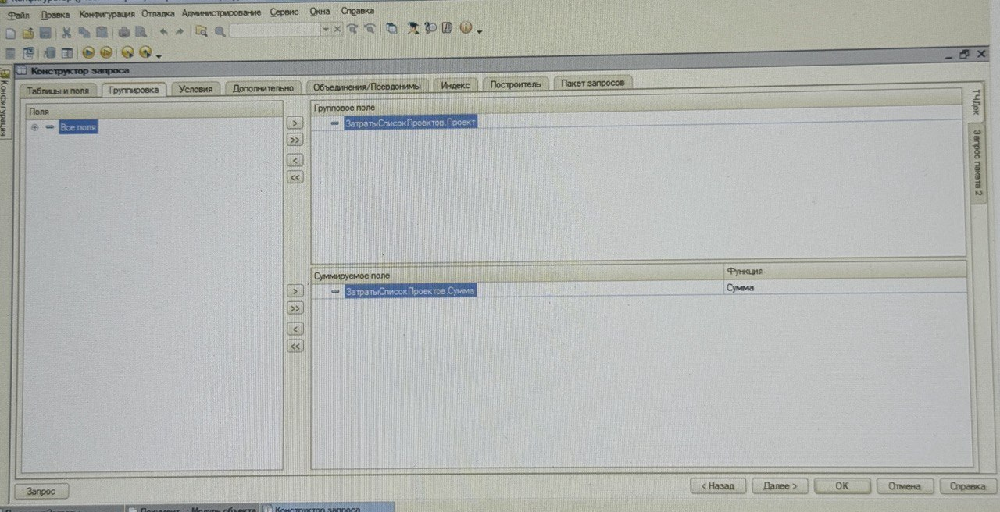 Файл Правка Конфигурация Отладка Администрирование Сервис Окна Справка
Конструктор запроса
Таблицы и поля Группировка Условия Дополнительно Объединения/Псевдонимы Индекс Построитель Пакет запросов
Конфигурация
Поля
Все поля
>
>>
<
<<
Групповое поле
ЗатратыСписокПроектов.Проект
ТЧДок
Запрос пакета 2
Суммируемое поле Функция
ЗатратыСписокПроектов.Сумма Сумма
>
>>
<
<<
Запрос < Назад Далее > OK Отмена Справка
Документ : Модуль объекта Конструктор запроса